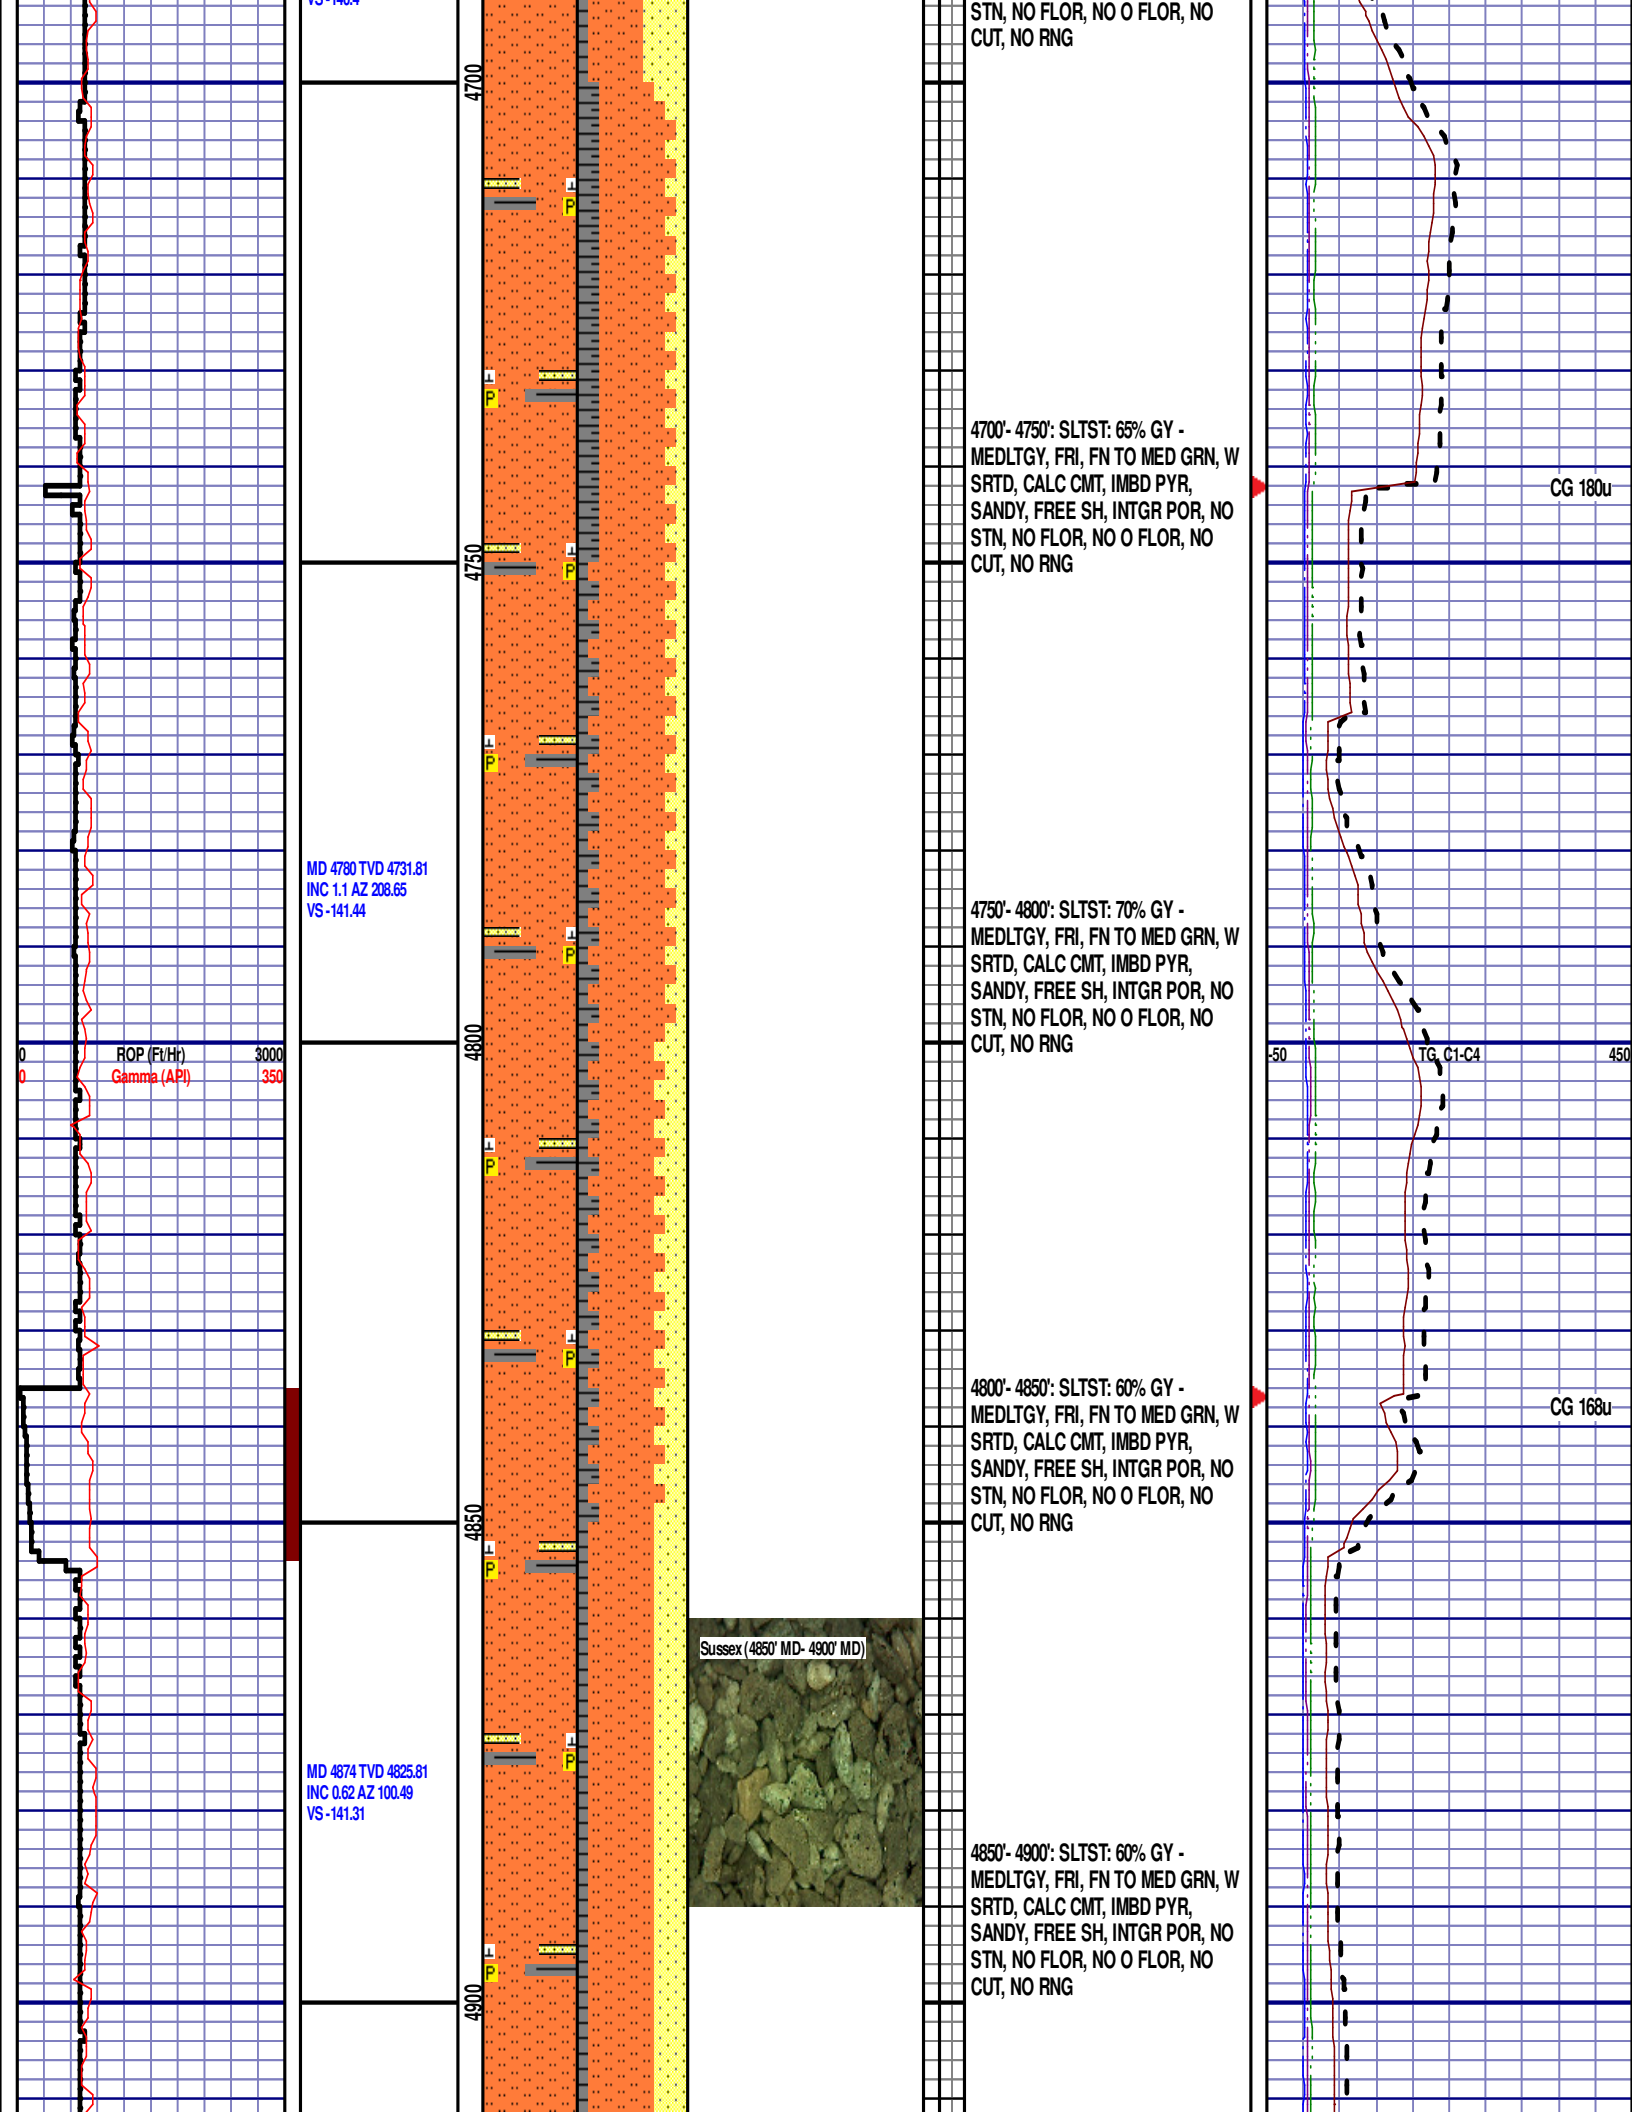 VS -140.4
STN, NO FLOR, NO O FLOR, NO
CUT, NO RNG
4700
P
P
4700'- 4750': SLTST: 65% GY -
MEDLTGY, FRI, FN TO MED GRN, W
SRTD, CALC CMT, IMBD PYR,
SANDY, FREE SH, INTGR POR, NO
STN, NO FLOR, NO O FLOR, NO
CUT, NO RNG
CG 180u
4750
P
P
MD 4780 TVD 4731.81
INC 1.1 AZ 208.65
VS -141.44
P
4750'- 4800': SLTST: 70% GY -
MEDLTGY, FRI, FN TO MED GRN, W
SRTD, CALC CMT, IMBD PYR,
SANDY, FREE SH, INTGR POR, NO
STN, NO FLOR, NO O FLOR, NO
CUT, NO RNG
4800
0 ROP (Ft/Hr) 3000
0 Gamma (API) 350
-50 TG, C1-C4 450
P
P
4800'- 4850': SLTST: 60% GY -
MEDLTGY, FRI, FN TO MED GRN, W
SRTD, CALC CMT, IMBD PYR,
SANDY, FREE SH, INTGR POR, NO
STN, NO FLOR, NO O FLOR, NO
CUT, NO RNG
CG 168u
4850
P
Sussex (4850' MD- 4900' MD)
P
MD 4874 TVD 4825.81
INC 0.62 AZ 100.49
VS -141.31
4850'- 4900': SLTST: 60% GY -
MEDLTGY, FRI, FN TO MED GRN, W
SRTD, CALC CMT, IMBD PYR,
SANDY, FREE SH, INTGR POR, NO
STN, NO FLOR, NO O FLOR, NO
CUT, NO RNG
P
4900